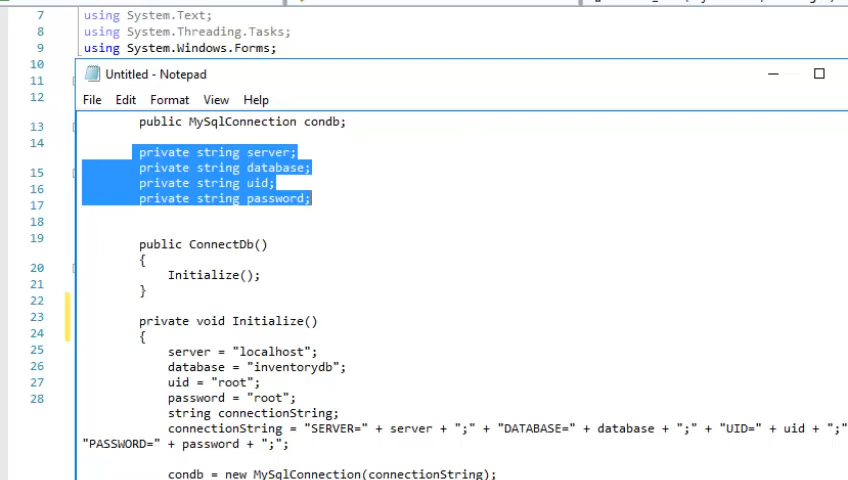 7 using System.Text;
8 using System.Threading.Tasks;
9 using System.Windows.Forms;
10
11
12
13
14
15
16
17
18
19
20
21
22
23
24
25
26
27
28
Untitled - Notepad
File Edit Format View Help
public MySqlConnection condb;
private string server;
private string database;
private string uid;
private string password;
public ConnectDb()
{
Initialize();
}
private void Initialize()
{
server = "localhost";
database = "inventorydb";
uid = "root";
password = "root";
string connectionString;
connectionString = "SERVER=" + server + ";" + "DATABASE=" + database + ";" + "UID=" + uid + ";"
"PASSWORD=" + password + ";";
condb = new MySqlConnection(connectionString);